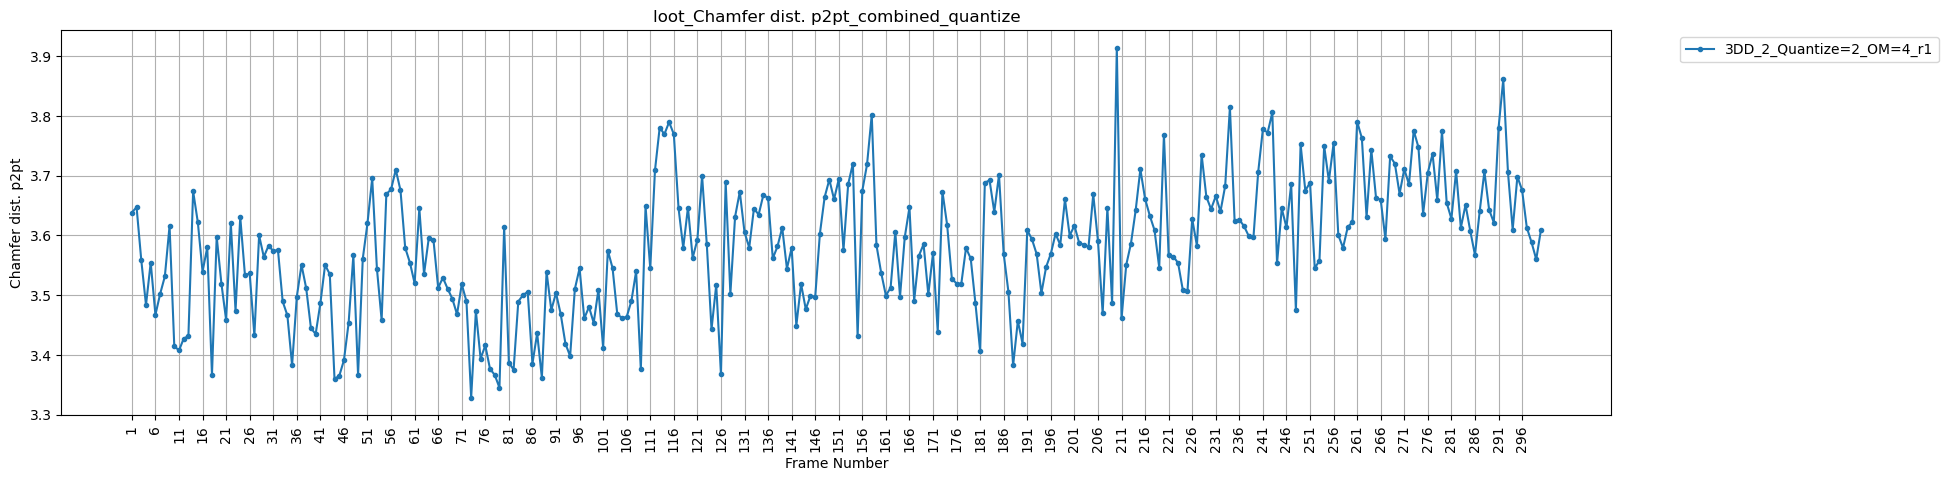 loot_Chamfer dist. p2pt_combined_quantize
3DD_2_Quantize=2_OM=4_r1
Chamfer dist. p2pt
3.9
3.8
3.7
3.6
3.5
3.4
3.3
1 6 11 16 21 26 31 36 41 46 51 56 61 66 71 76 81 86 91 96 101 106 111 116 121 126 131 136 141 146 151 156 161 166 171 176 181 186 191 196 201 206 211 216 221 226 231 236 241 246 251 256 261 266 271 276 281 286 291 296
Frame Number